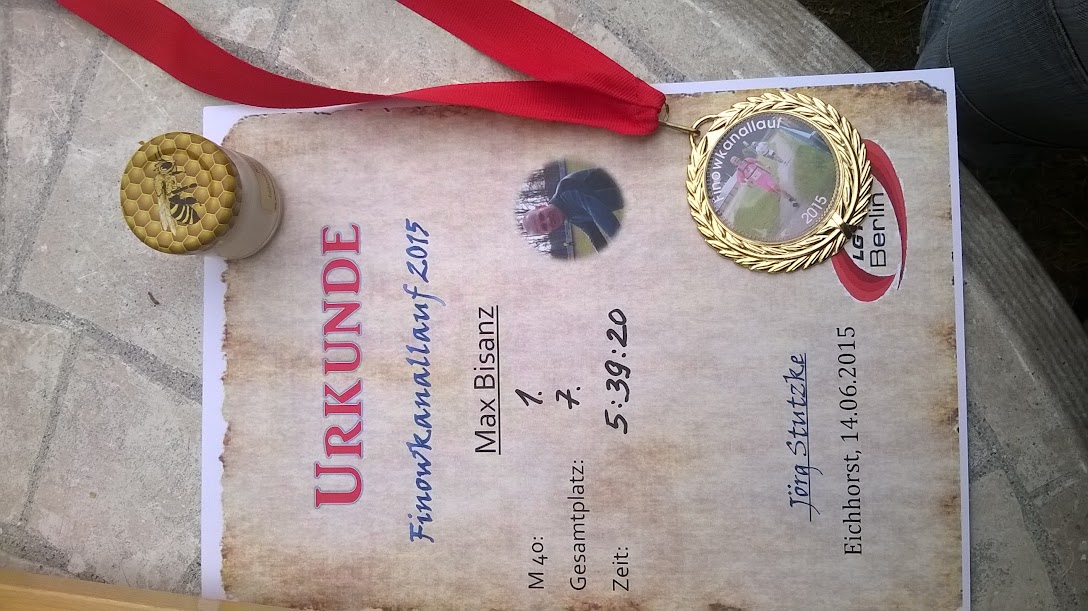 URKUNDE
Finowkanallauf 2015
Max Bisanz
M 40: 1.
Gesamtplatz: 7.
Zeit: 5:39:20
Jörg Stutzke
Eichhorst, 14.06.2015
Finowkanallauf
2015
LG
Berlin